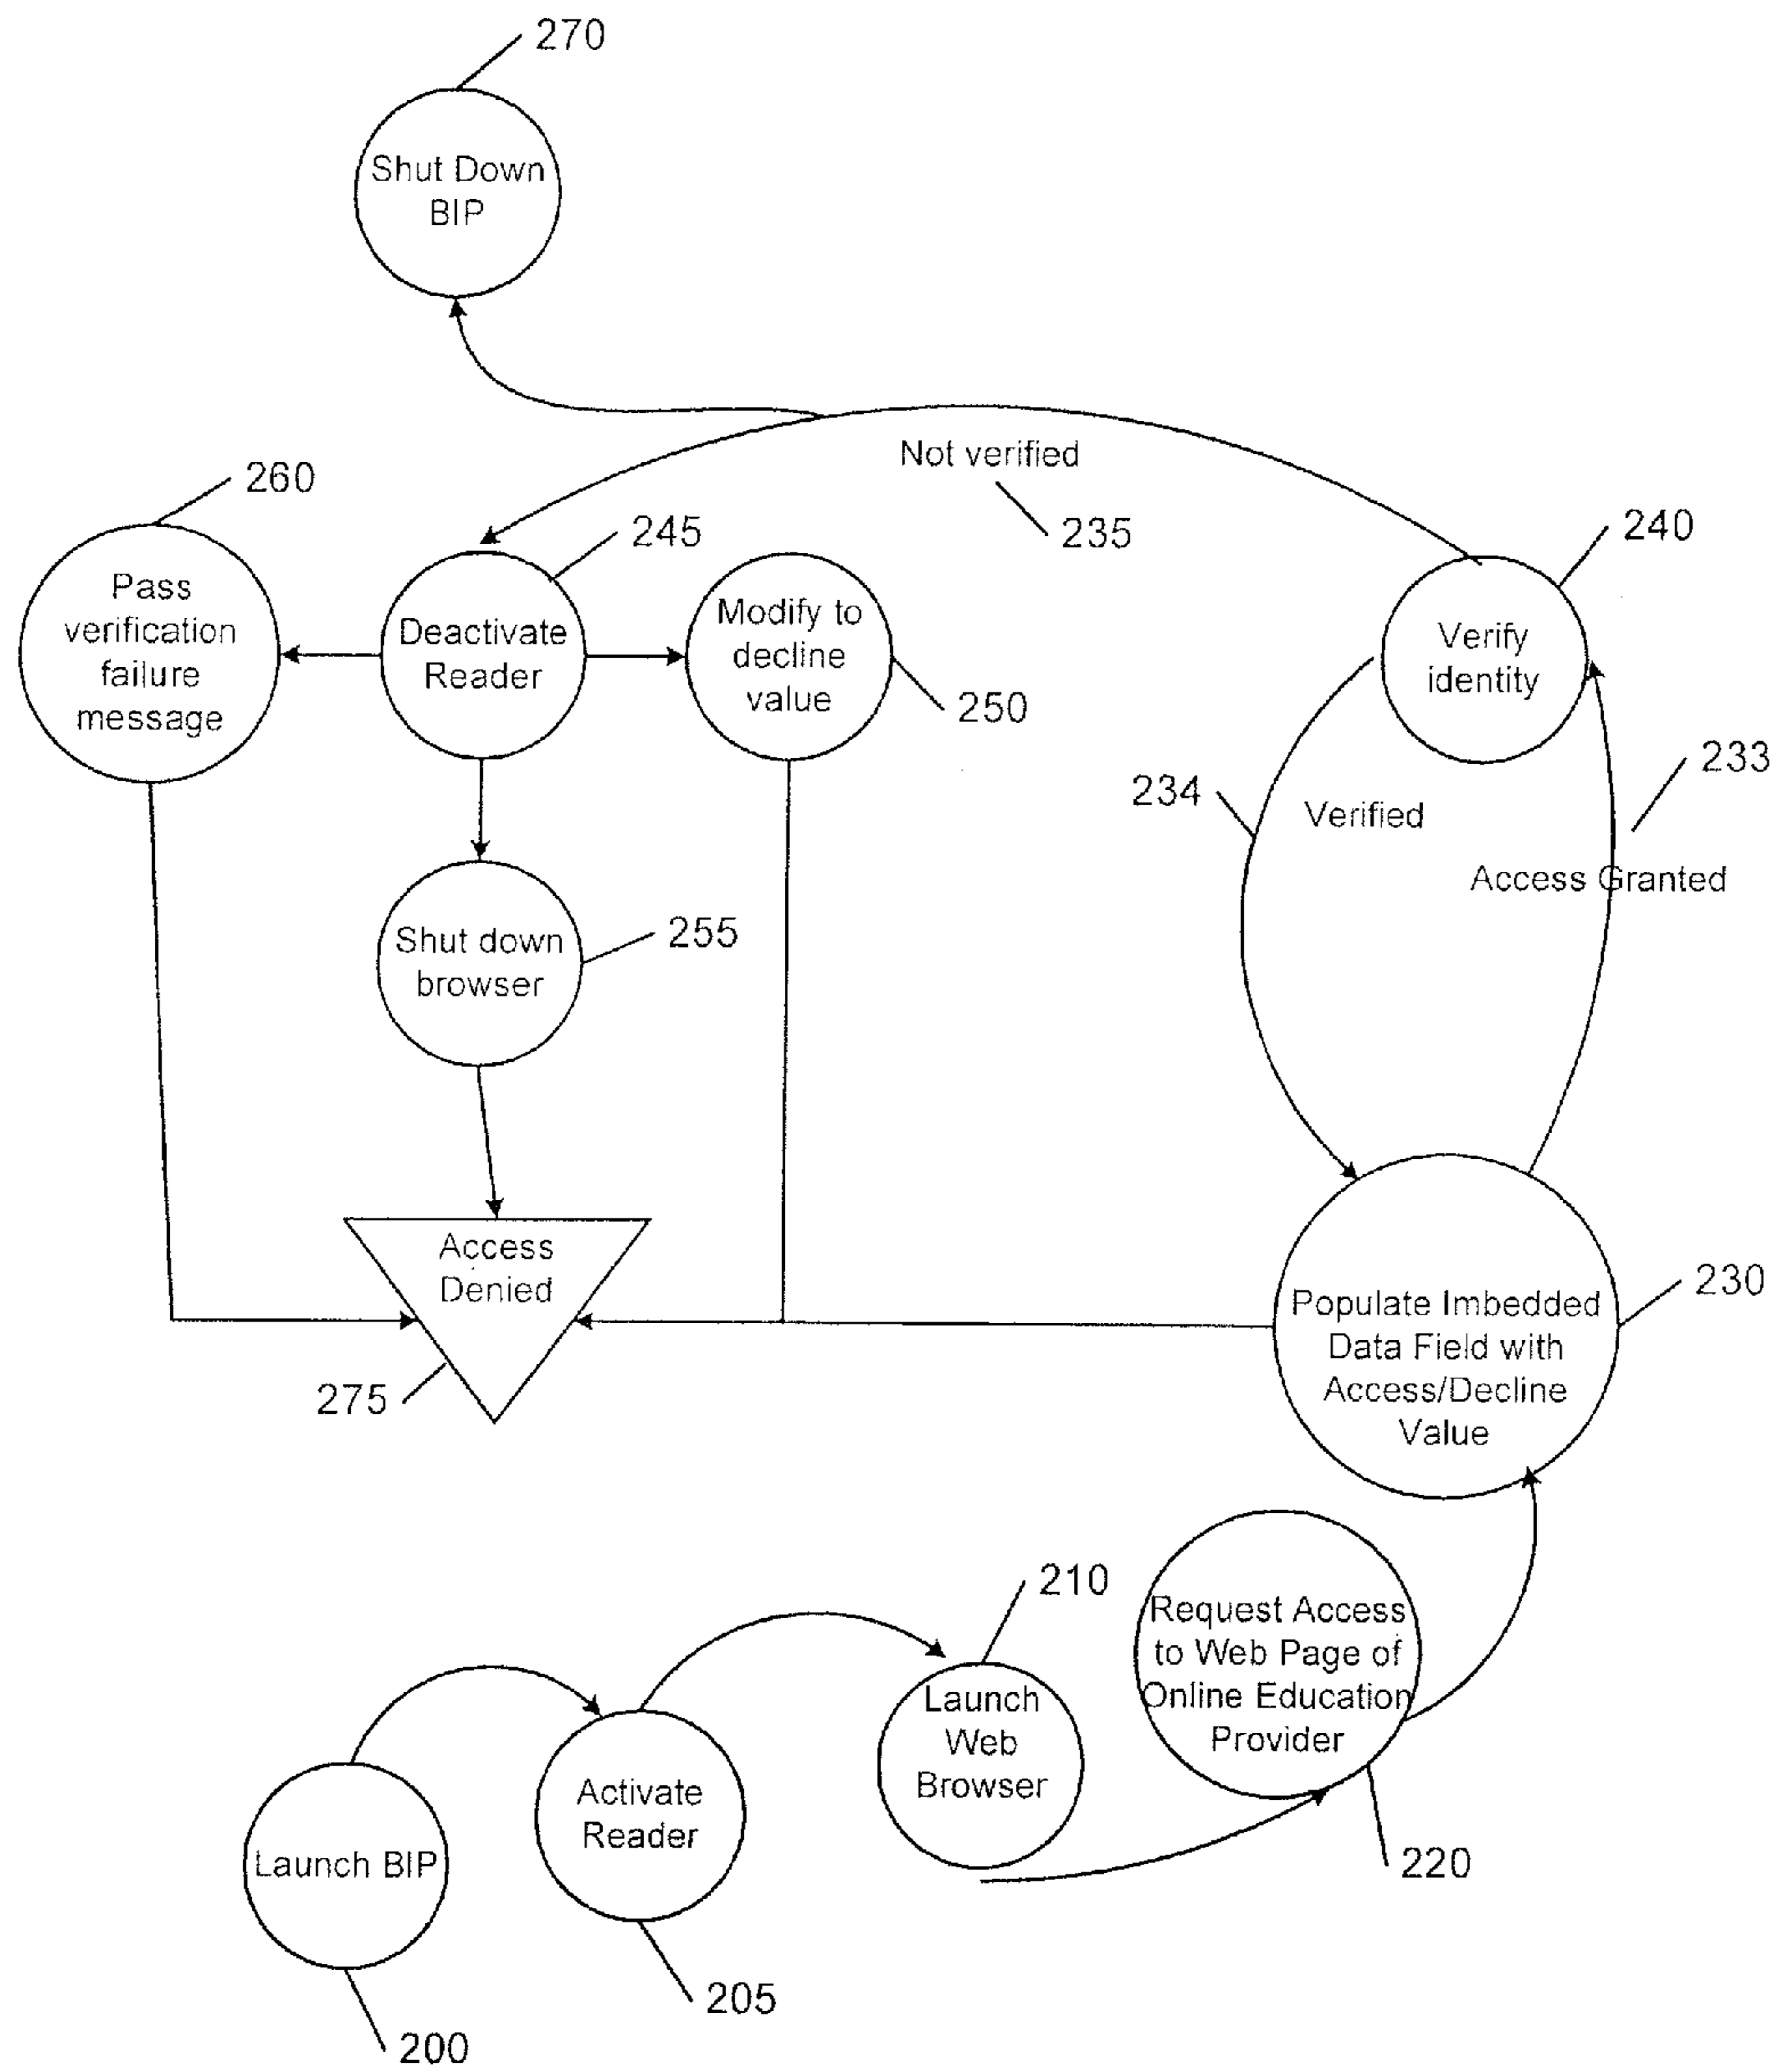 270
Shut Down
BIP
Not verified
235
260
Pass
verification
failure
message
245
Deactivate
Reader
Modify to
decline
value
250
240
Verify
identity
233
234
Verified
Access Granted
Shut down
browser
255
Access
Denied
275
230
Populate Imbedded
Data Field with
Access/Decline
Value
210
Request Access
to Web Page of
Online Education
Provider
220
Launch
Web
Browser
Activate
Reader
205
Launch BIP
200